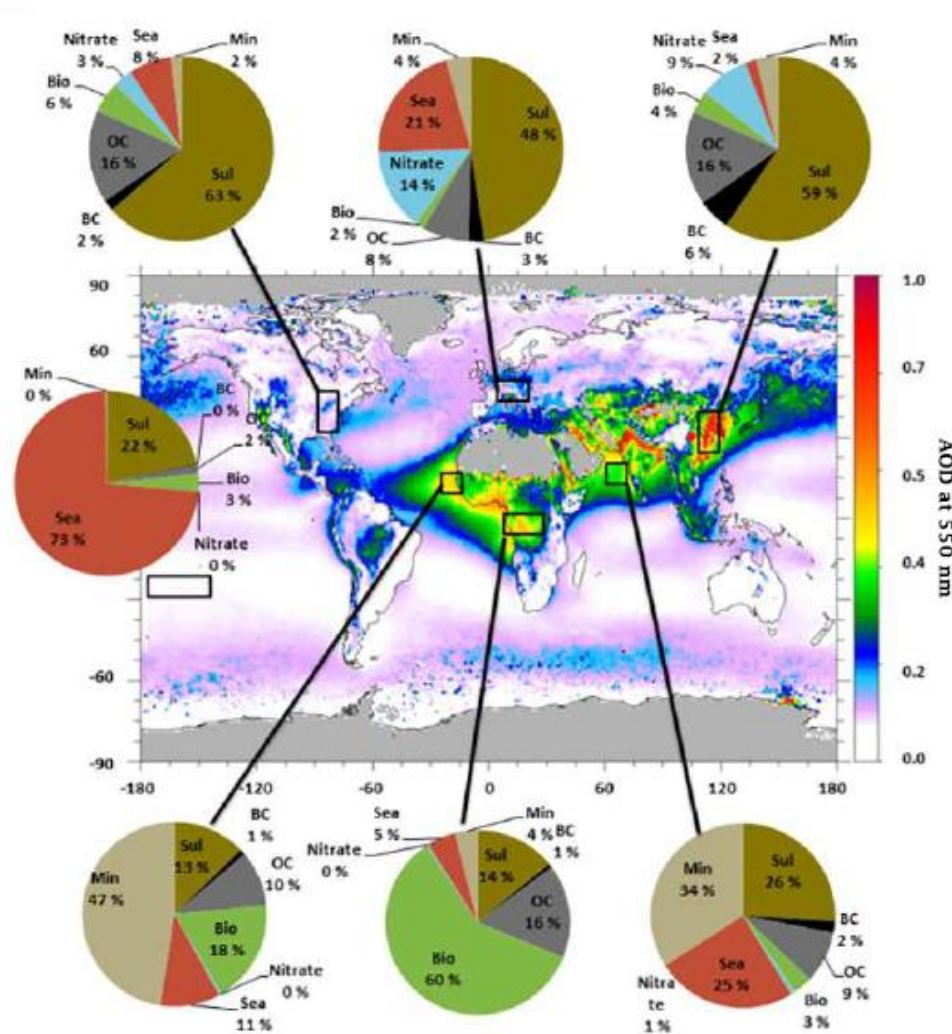 Nitrate
3 %
Sea
8 %
Min
2 %
Bio
6 %
OC
16 %
Sul
63 %
BC
2 %
Min
4 %
Sea
21 %
Sul
48 %
Nitrate
14 %
Bio
2 %
OC
8 %
BC
3 %
Nitrate
9 %
Sea
2 %
Min
4 %
Bio
4 %
OC
16 %
Sul
59 %
BC
6 %
90
60
-60
-90
-180
-120
-60
0
60
120
180
1.0
0.7
0.5
0.4
0.2
0.0
AOD at 550 nm
Min
0 %
Sul
22 %
BC
0 %
2 %
Bio
3 %
Sea
73 %
Nitrate
0 %
Sul
13 %
BC
1 %
OC
10 %
Min
47 %
Bio
18 %
Nitrate
0 %
Sea
11 %
Sea
5 %
Min
4 %
BC
1 %
Nitrate
0 %
Sul
14 %
OC
16 %
Bio
60 %
Min
34 %
Sul
26 %
BC
2 %
OC
9 %
Sea
25 %
Nitra
te
1 %
Bio
3 %